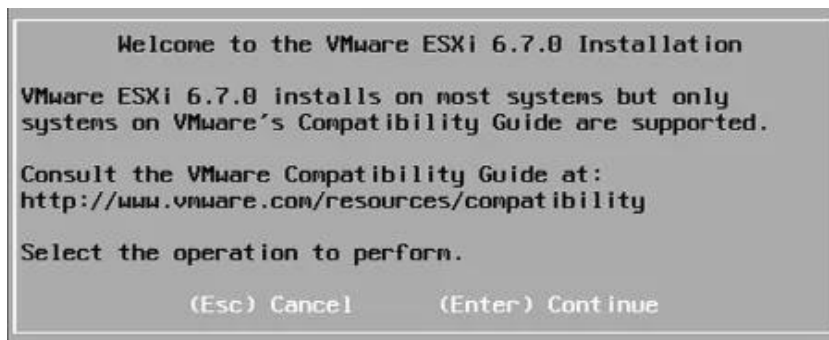 Welcome to the VMware ESXi 6.7.0 Installation
VMware ESXi 6.7.0 installs on most systems but only
systems on VMware's Compatibility Guide are supported.
Consult the VMware Compatibility Guide at:
http://www.vmware.com/resources/compatibility
Select the operation to perform.
(Esc) Cancel (Enter) Continue